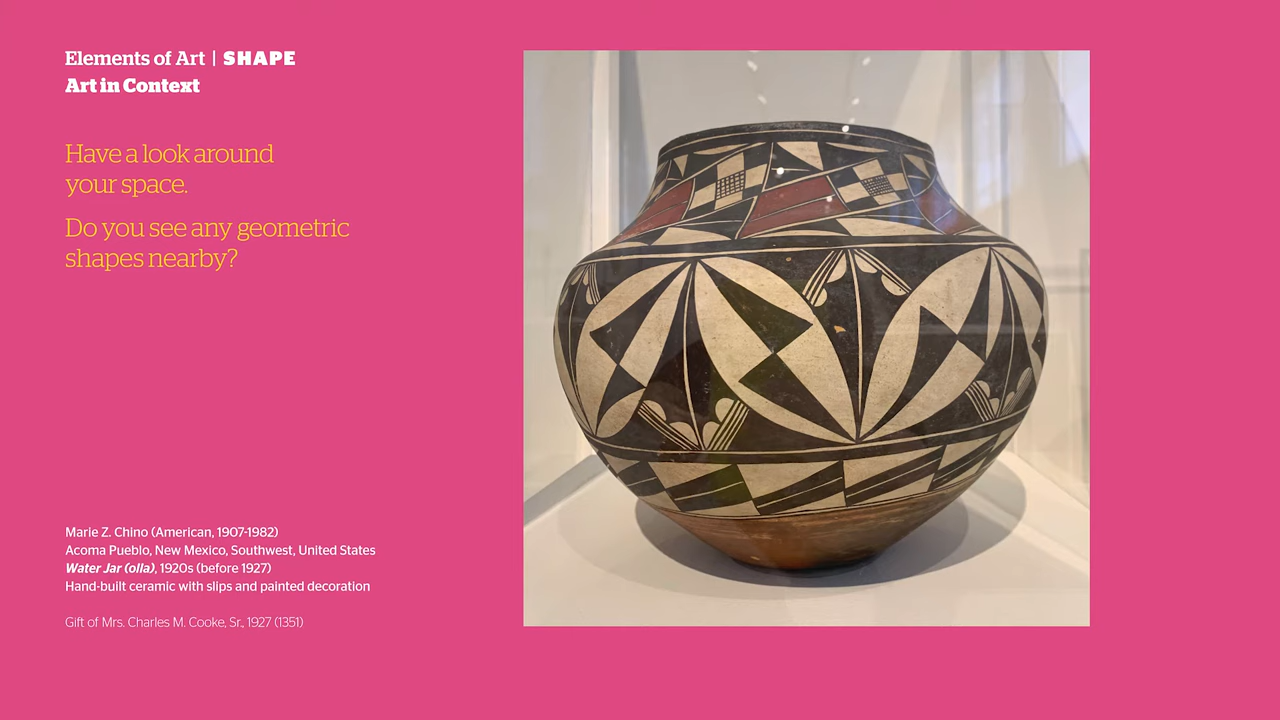 Elements of Art | SHAPE
Art in Context
Have a look around
your space.
Do you see any geometric
shapes nearby?
Marie Z. Chino (American, 1907-1982)
Acoma Pueblo, New Mexico, Southwest, United States
Water Jar (olla), 1920s (before 1927)
Hand-built ceramic with slips and painted decoration
Gift of Mrs. Charles M. Cooke, Sr., 1927 (1351)